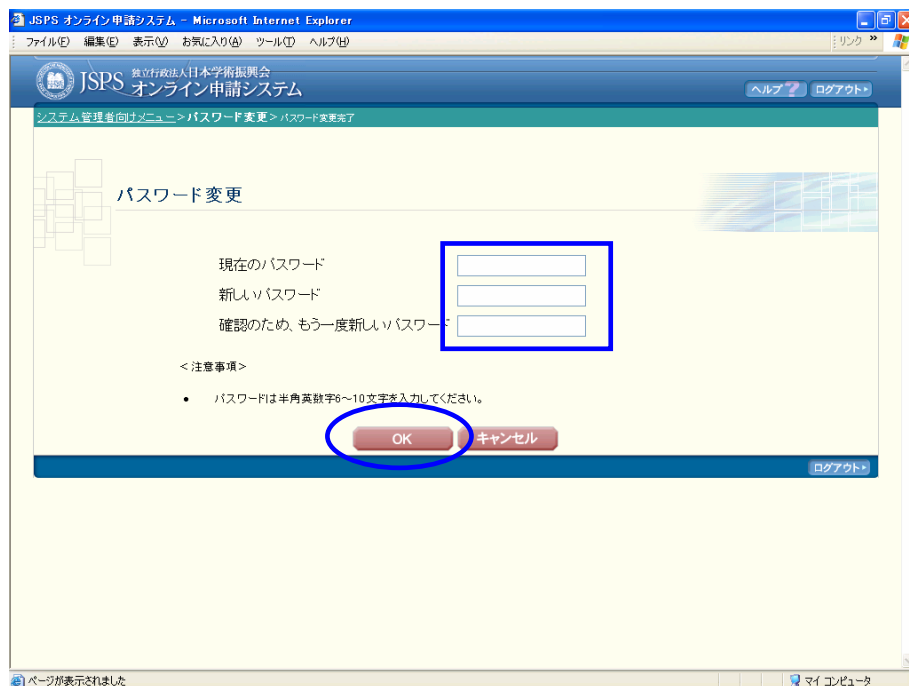 JSPS オンライン申請システム - Microsoft Internet Explorer
ファイル(F) 編集(E) 表示(V) お気に入り(A) ツール(T) ヘルプ(H) リンク »
JSPS 独立行政法人日本学術振興会
オンライン申請システム
ヘルプ ? ログアウト
システム管理者向けメニュー>パスワード変更>パスワード変更完了
パスワード変更
現在のパスワード
新しいパスワード
確認のため、もう一度新しいパスワード
<注意事項>
• パスワードは半角英数字6~10文字を入力してください。
OK キャンセル
ログアウト
ページが表示されました マイ コンピュータ